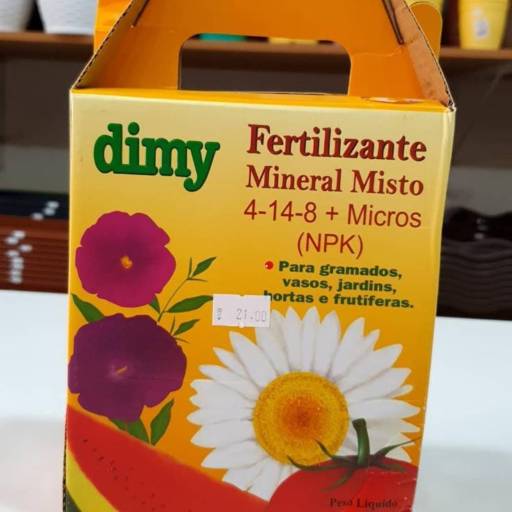 dimy
Fertilizante
Mineral Misto
4-14-8 + Micros
(NPK)
Para gramados,
vasos, jardins,
hortas e frutíferas.
21.00
Peso Líquido